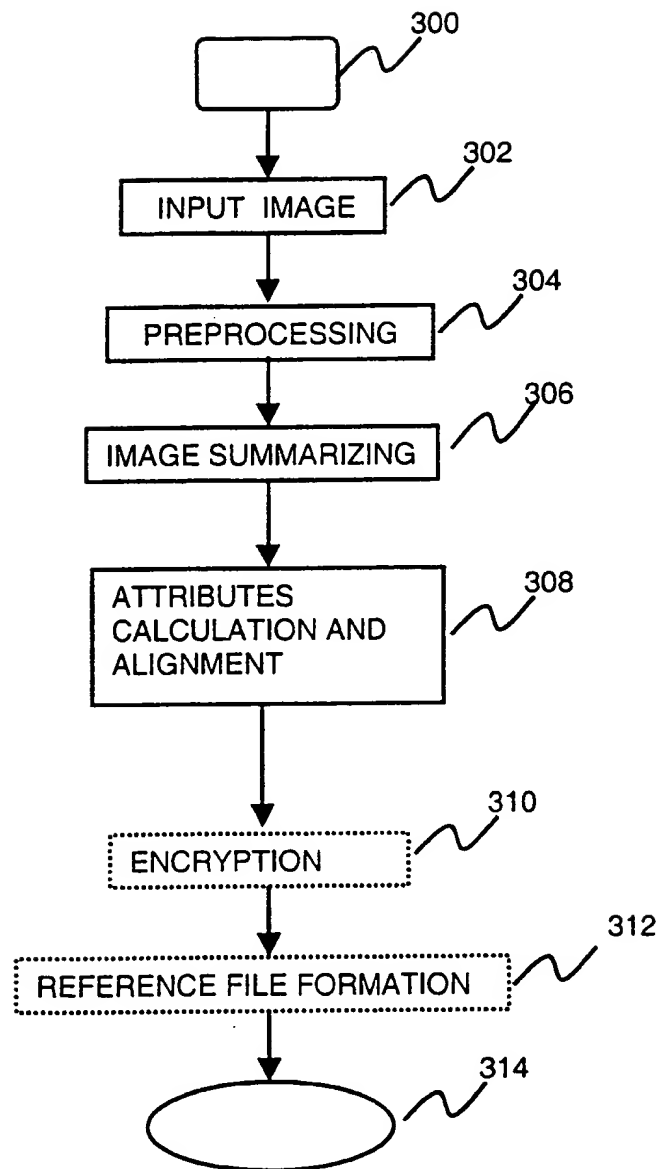 300
302
INPUT IMAGE
304
PREPROCESSING
306
IMAGE SUMMARIZING
308
ATTRIBUTES
CALCULATION AND
ALIGNMENT
310
ENCRYPTION
312
REFERENCE FILE FORMATION
314